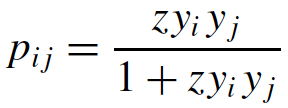 p_{ij} = \frac{z y_i y_j}{1 + z y_i y_j}